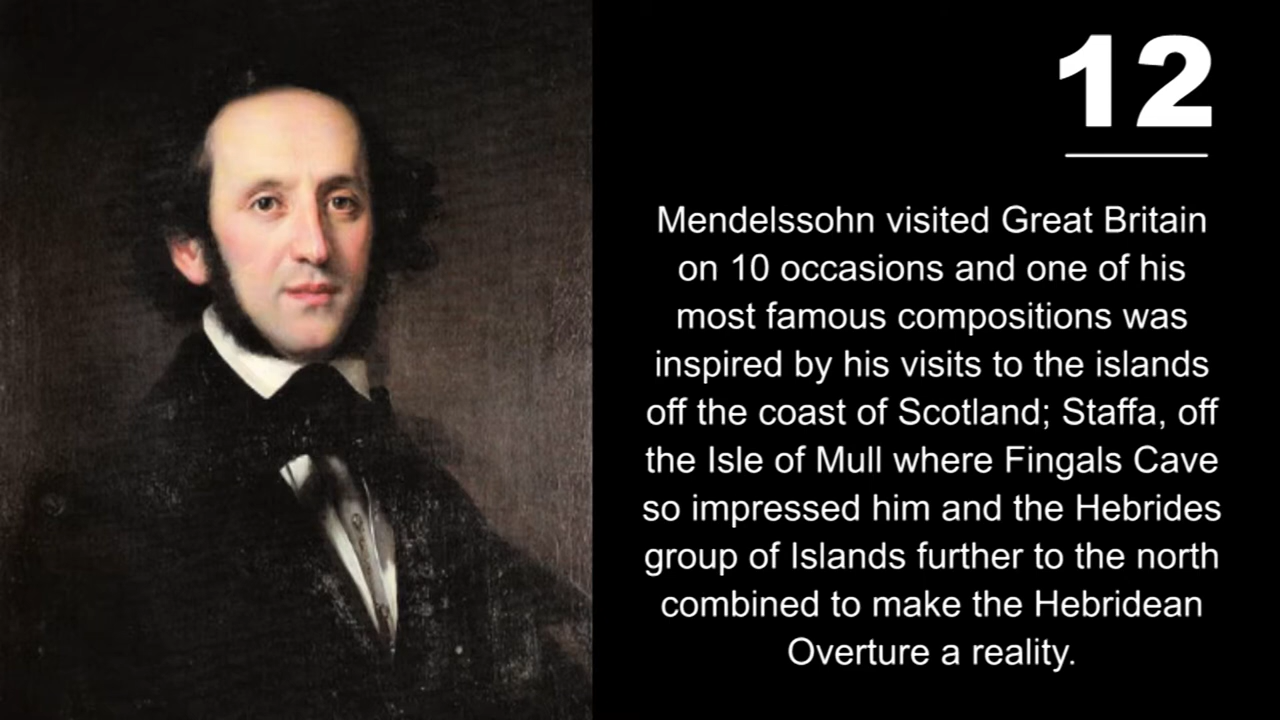 12
Mendelssohn visited Great Britain
on 10 occasions and one of his
most famous compositions was
inspired by his visits to the islands
off the coast of Scotland; Staffa, off
the Isle of Mull where Fingals Cave
so impressed him and the Hebrides
group of Islands further to the north
combined to make the Hebridean
Overture a reality.